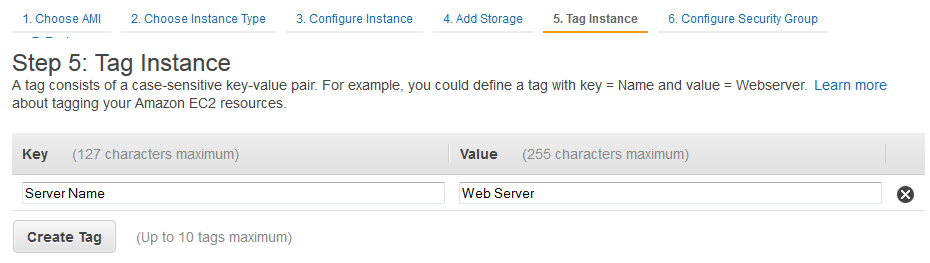 1. Choose AMI 2. Choose Instance Type 3. Configure Instance 4. Add Storage 5. Tag Instance 6. Configure Security Group
Step 5: Tag Instance
A tag consists of a case-sensitive key-value pair. For example, you could define a tag with key = Name and value = Webserver. Learn more
about tagging your Amazon EC2 resources.
Key (127 characters maximum) Value (255 characters maximum)
Server Name Web Server
Create Tag (Up to 10 tags maximum)